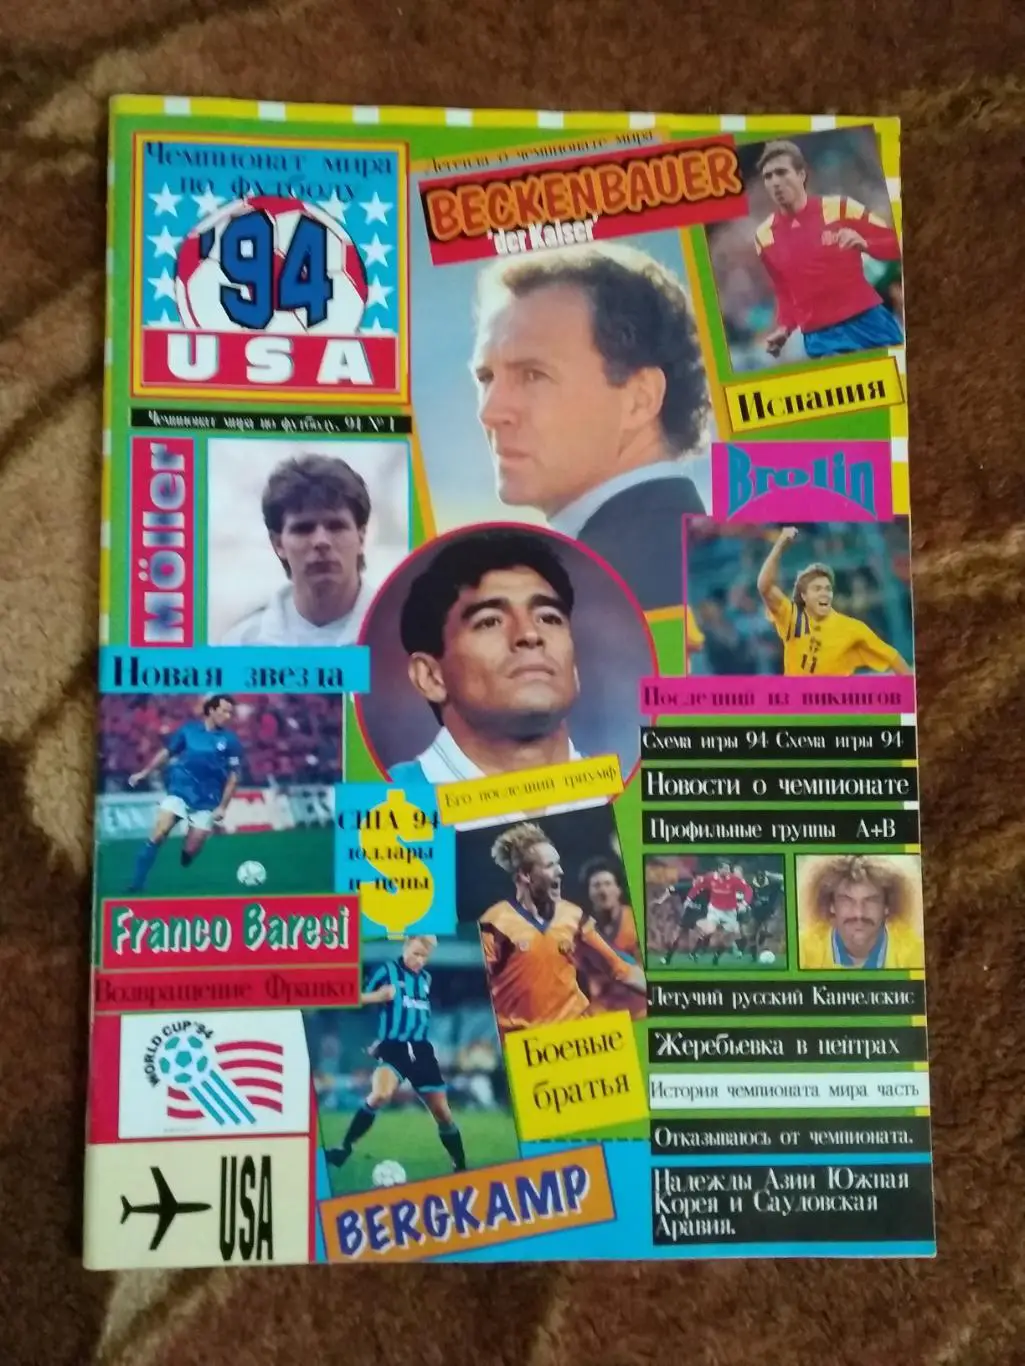 Чемпионат мира
по футболу
'94
USA
Чемпионат мира по футболу, 94 № 1
Легенда о чемпионате мира
BECKENBAUER
"der Kaiser"
Испания
Möller
Brolin
Новая звезда
Последний из викингов
Его последний триумф
Схема игры 94 Схема игры 94
Новости о чемпионате
Профильные группы А+В
США 94
доллары
и цены
$
Franco Baresi
Возвращение Франко
WORLD CUP '94
USA
Боевые
братья
BERGKAMP
Летучий русский Канчелскис
Жеребьевка в цейтрах
История чемпионата мира часть
Отказываюсь от чемпионата.
Надежды Азии Южная
Корея и Саудовская
Аравия.
11